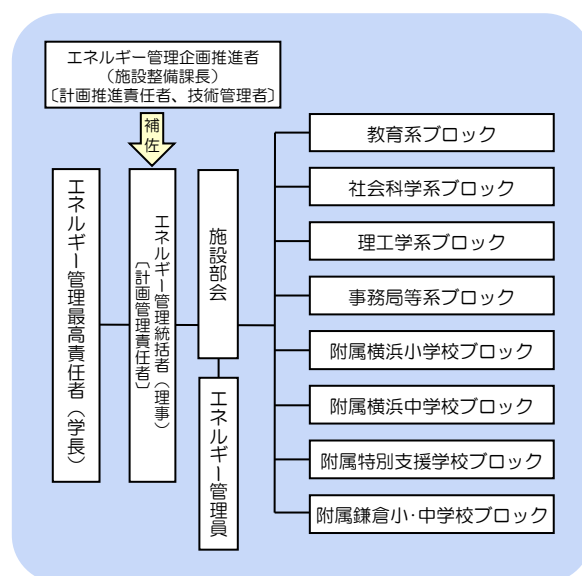 エネルギー管理企画推進者
（施設整備課長）
〔計画推進責任者、技術管理者〕
補佐
エネルギー管理最高責任者（学長）
エネルギー管理統括者（理事）
〔計画管理責任者〕
施設部会
エネルギー管理員
教育系ブロック
社会科学系ブロック
理工学系ブロック
事務局等系ブロック
附属横浜小学校ブロック
附属横浜中学校ブロック
附属特別支援学校ブロック
附属鎌倉小・中学校ブロック